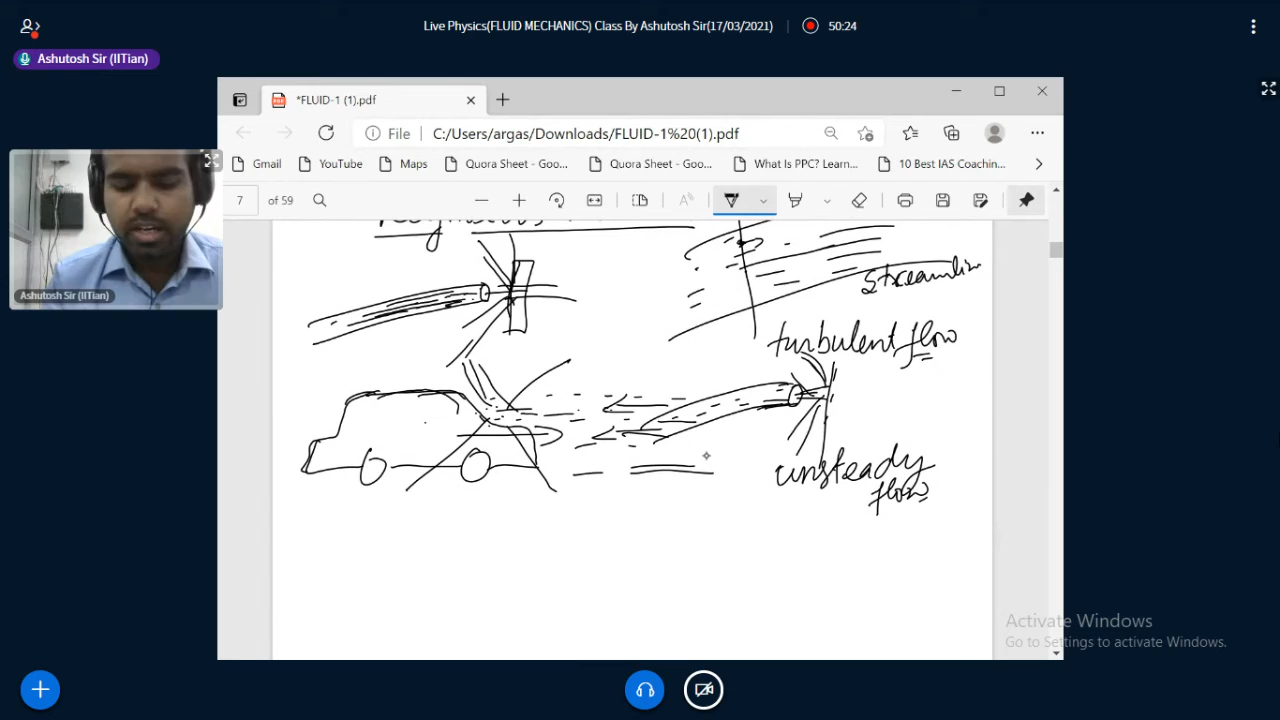 Live Physics(FLUID MECHANICS) Class By Ashutosh Sir(17/03/2021)
50:24
Ashutosh Sir (IITian)
*FLUID-1 (1).pdf
File
C:/Users/argas/Downloads/FLUID-1%20(1).pdf
Gmail
YouTube
Maps
Quora Sheet - Goo...
Quora Sheet - Goo...
What Is PPC? Learn...
10 Best IAS Coachin...
7 of 59
Ashutosh Sir (IITian)
streamline
turbulent flow
unsteady
flow
Activate Windows
Go to Settings to activate Windows.